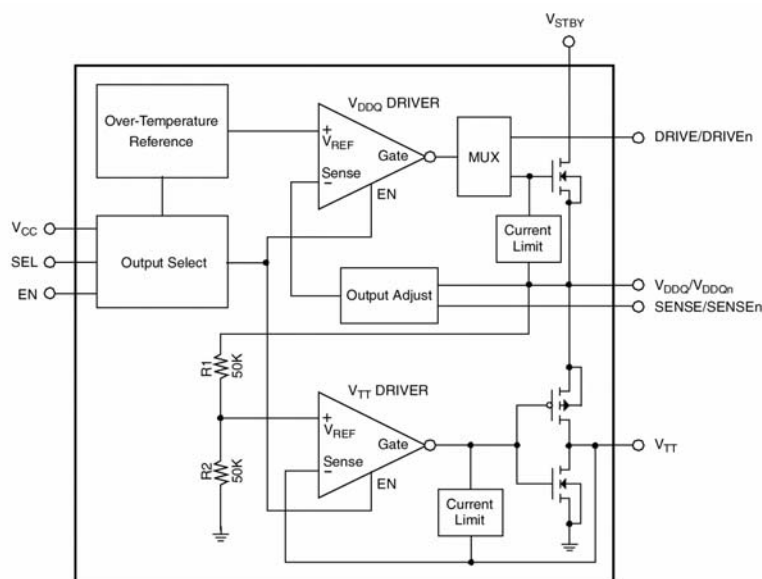 VSTBY
VDDQ DRIVER
Over-Temperature
Reference
+
VREF
Gate
Sense
−
EN
MUX
DRIVE/DRIVEn
VCC
SEL
EN
Output Select
Current
Limit
Output Adjust
VDDQ/VDDQn
SENSE/SENSEn
R1
50K
VTT DRIVER
+
VREF
Gate
Sense
−
EN
R2
50K
VTT
Current
Limit